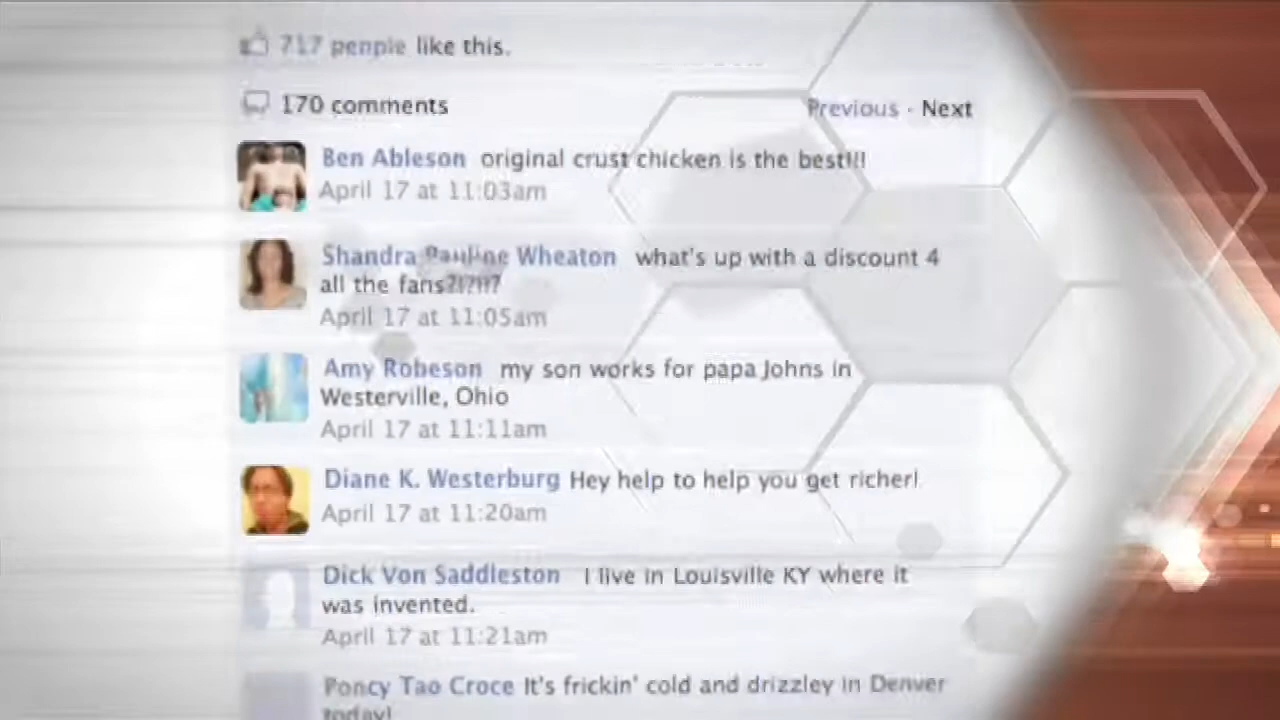 717 people like this.
170 comments
Previous · Next
Ben Ableson original crust chicken is the best!!!
April 17 at 11:03am
Shandra Pauline Wheaton what's up with a discount 4
all the fans?!?!!?
April 17 at 11:05am
Amy Robeson my son works for papa Johns in
Westerville, Ohio
April 17 at 11:11am
Diane K. Westerburg Hey help to help you get richer!
April 17 at 11:20am
Dick Von Saddleston I live in Louisville KY where it
was invented.
April 17 at 11:21am
Poncy Tao Croce It's frickin' cold and drizzley in Denver
today!